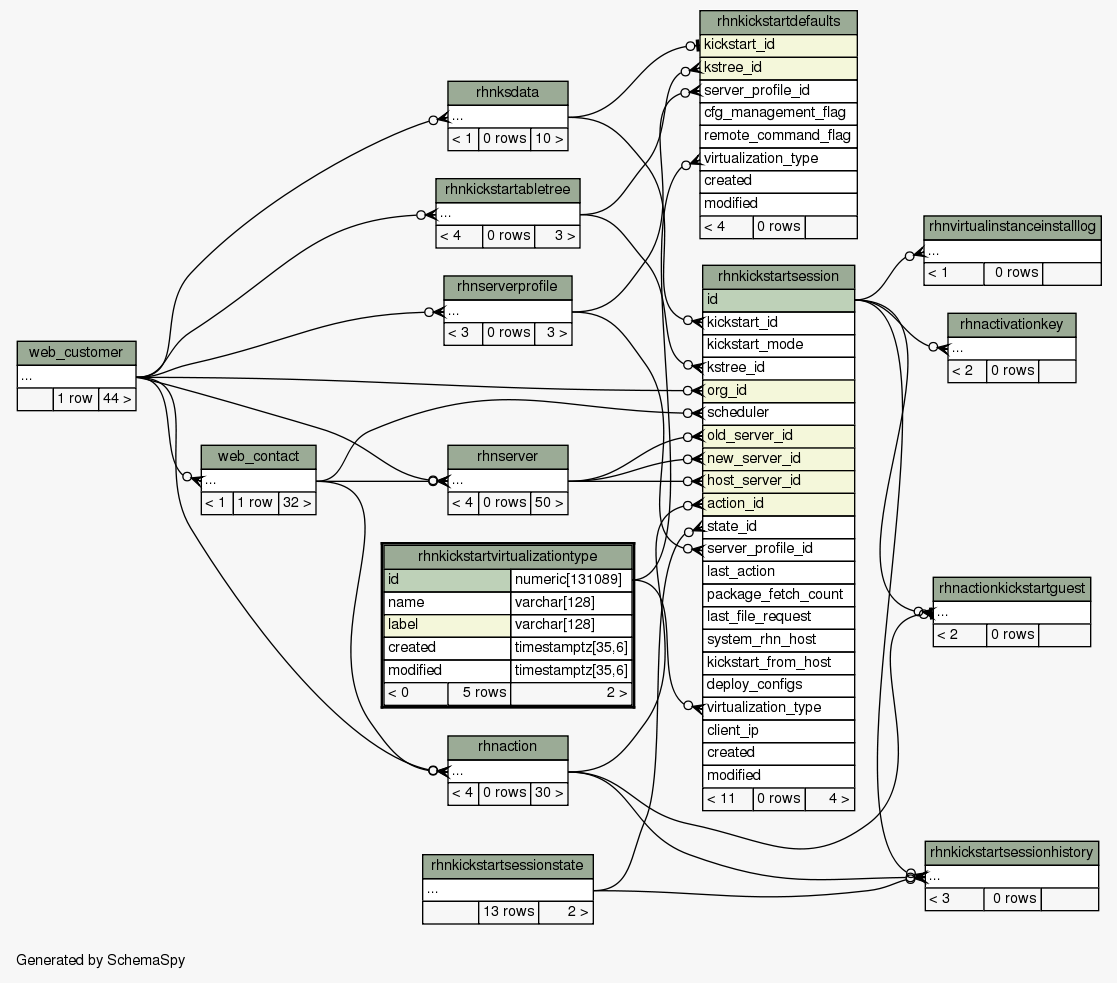 rhnkickstartdefaults
kickstart_id
kstree_id
server_profile_id
cfg_management_flag
remote_command_flag
virtualization_type
created
modified
< 4 0 rows
rhnksdata
...
< 1 0 rows 10 >
rhnkickstartabletree
...
< 4 0 rows 3 >
rhnserverprofile
...
< 3 0 rows 3 >
web_customer
...
1 row 44 >
web_contact
...
< 1 1 row 32 >
rhnserver
...
< 4 0 rows 50 >
rhnkickstartvirtualizationtype
id numeric[131089]
name varchar[128]
label varchar[128]
created timestamptz[35,6]
modified timestamptz[35,6]
< 0 5 rows 2 >
rhnaction
...
< 4 0 rows 30 >
rhnkickstartsessionstate
...
13 rows 2 >
rhnkickstartsession
id
kickstart_id
kickstart_mode
kstree_id
org_id
scheduler
old_server_id
new_server_id
host_server_id
action_id
state_id
server_profile_id
last_action
package_fetch_count
last_file_request
system_rhn_host
kickstart_from_host
deploy_configs
virtualization_type
client_ip
created
modified
< 11 0 rows 4 >
rhnvirtualinstanceinstalllog
...
< 1 0 rows
rhnactivationkey
...
< 2 0 rows
rhnactionkickstartguest
...
< 2 0 rows
rhnkickstartsessionhistory
...
< 3 0 rows
Generated by SchemaSpy